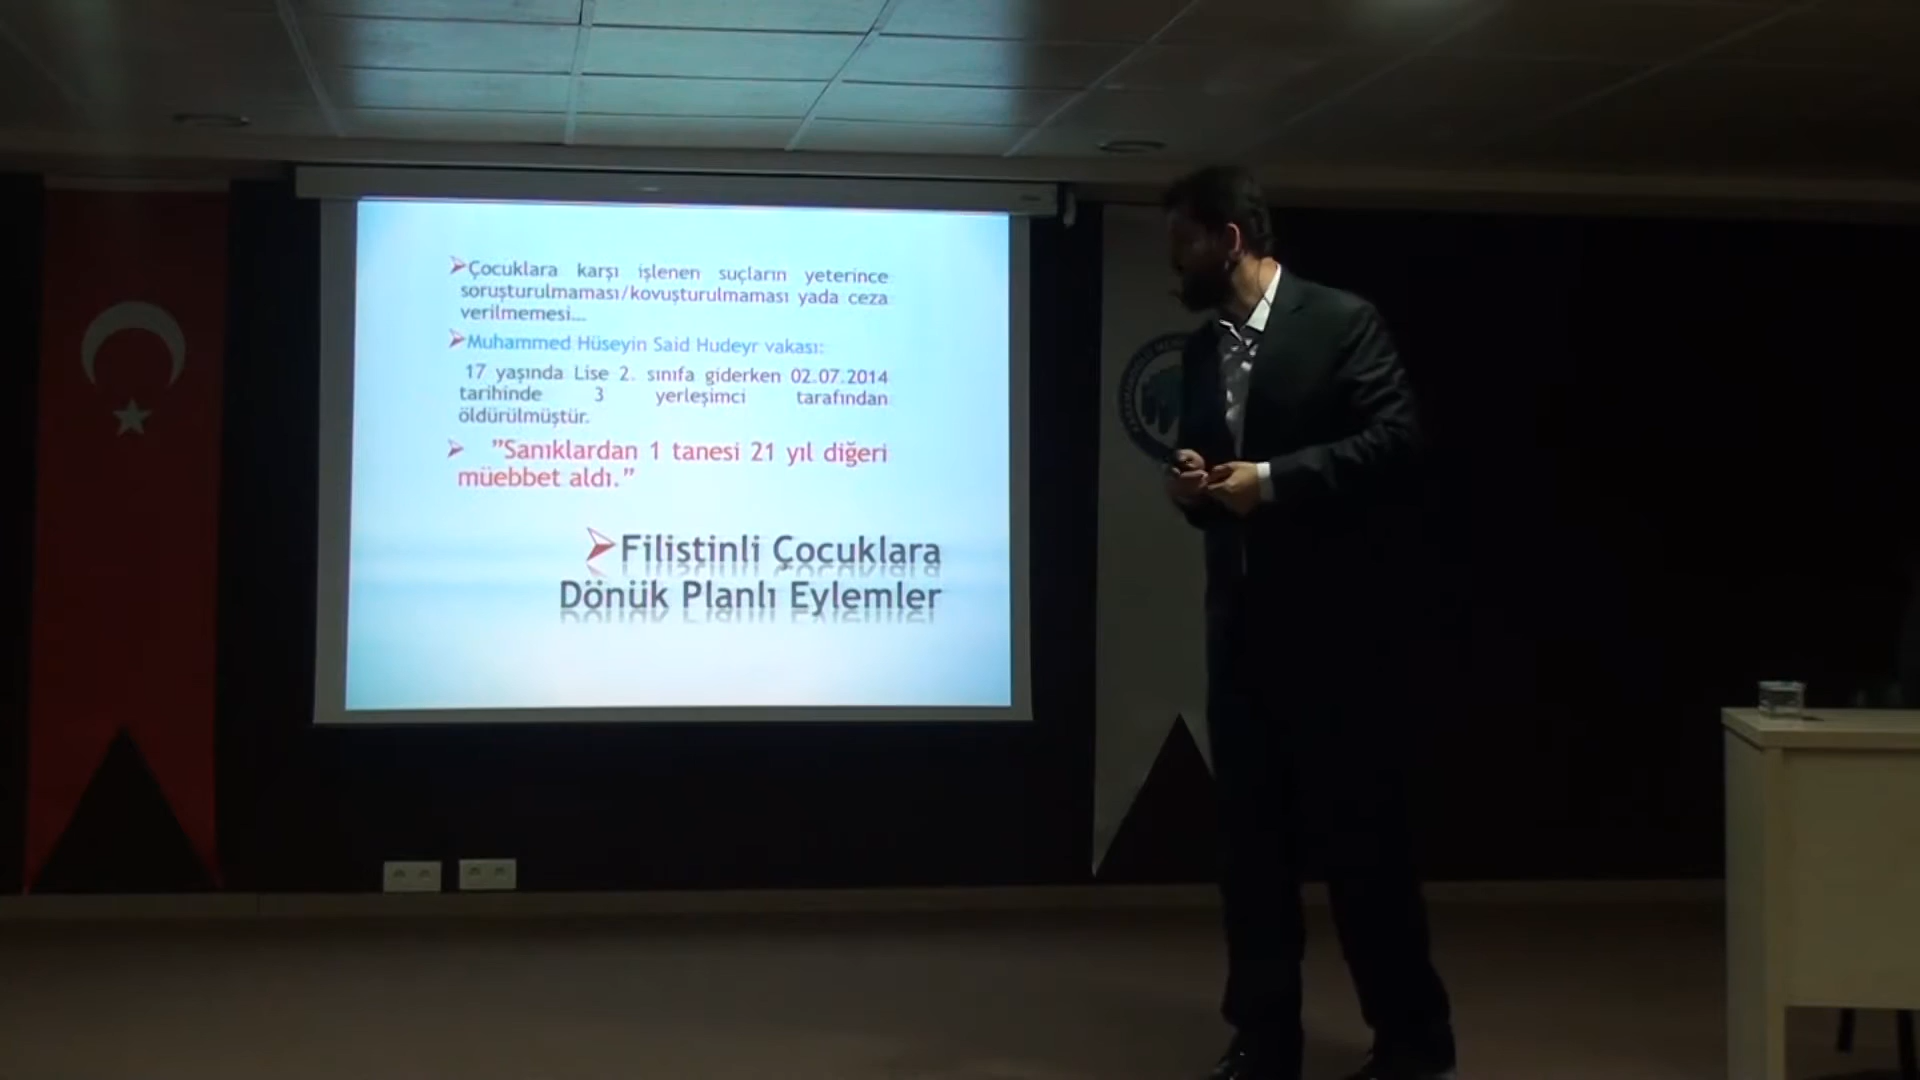 Çocuklara karşı işlenen suçların yeterince
soruşturulmaması/kovuşturulmaması yada ceza
verilmemesi...
Muhammed Hüseyin Said Hudeyr vakası:
17 yaşında Lise 2. sınıfa giderken 02.07.2014
tarihinde 3 yerleşimci tarafından
öldürülmüştür.
"Sanıklardan 1 tanesi 21 yıl diğeri
müebbet aldı."
Filistinli Çocuklara
Dönük Planlı Eylemler